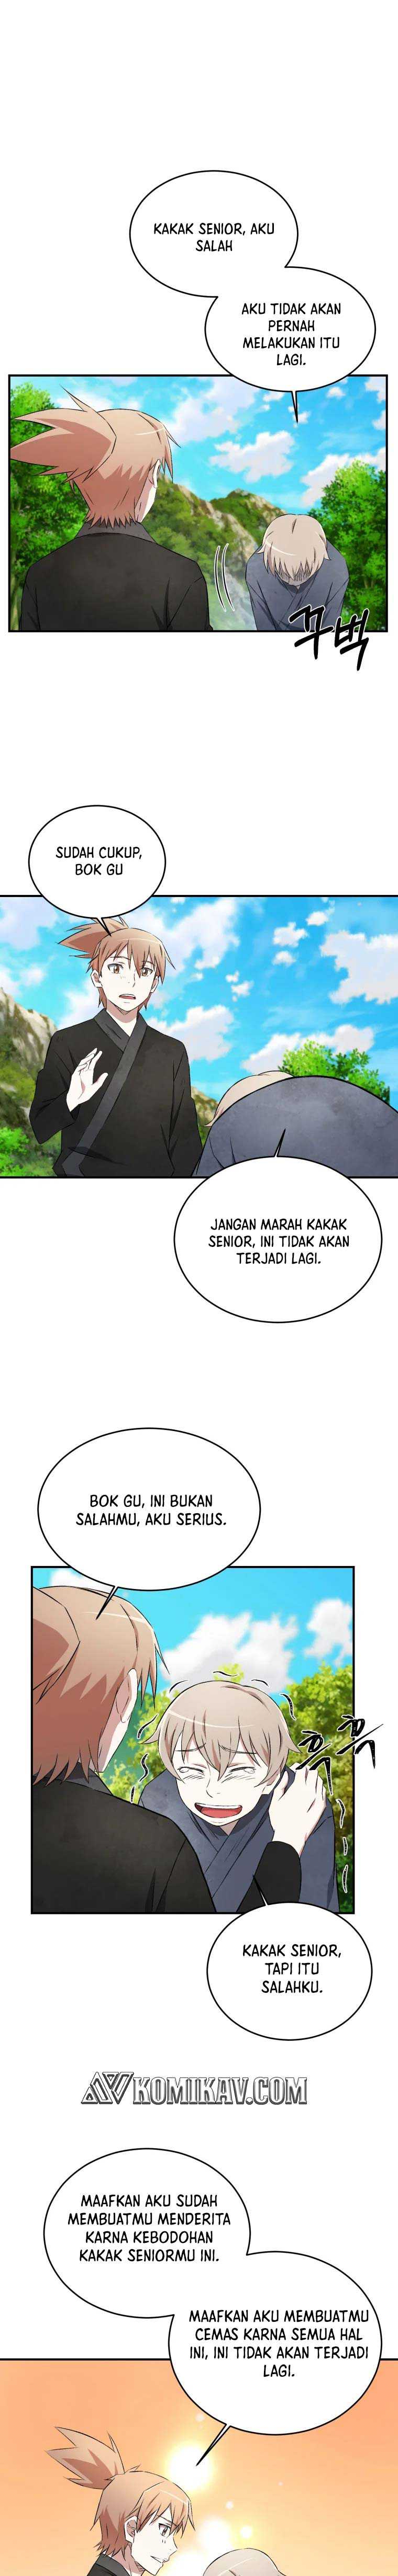 KAKAK SENIOR, AKU
SALAH
AKU TIDAK AKAN
PERNAH
MELAKUKAN ITU
LAGI.
꾸벅
SUDAH CUKUP,
BOK GU
JANGAN MARAH KAKAK
SENIOR, INI TIDAK AKAN
TERJADI LAGI.
BOK GU, INI BUKAN
SALAHMU, AKU SERIUS.
흑흑
KAKAK SENIOR,
TAPI ITU
SALAHKU.
KOMIKAV.COM
MAAFKAN AKU SUDAH
MEMBUATMU MENDERITA
KARNA KEBODOHAN
KAKAK SENIORMU INI.
MAAFKAN AKU MEMBUATMU
CEMAS KARNA SEMUA HAL
INI, INI TIDAK AKAN TERJADI
LAGI.